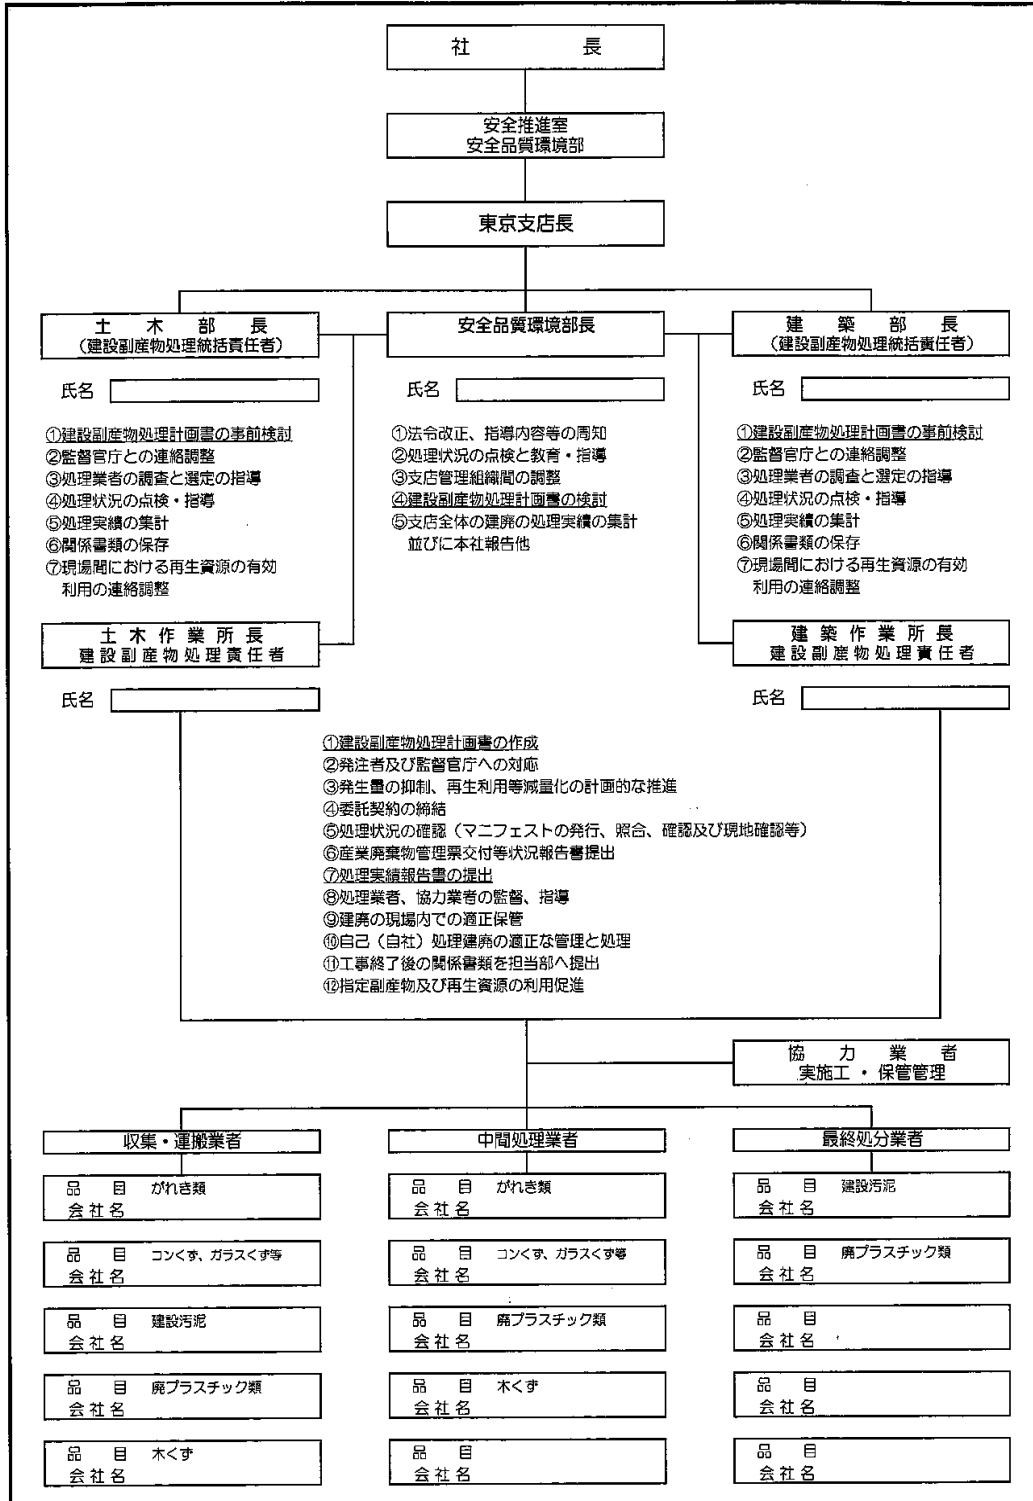 社　長
安全推進室
安全品質環境部
東京支店長
土木部長
(建設副産物処理統括責任者)
氏名
①建設副産物処理計画書の事前検討
②監督官庁との連絡調整
③処理業者の調査と選定の指導
④処理状況の点検・指導
⑤処理実績の集計
⑥関係書類の保存
⑦現場間における再生資源の有効
利用の連絡調整
安全品質環境部長
氏名
①法令改正、指導内容等の周知
②処理状況の点検と教育・指導
③支店管理組織間の調整
④建設副産物処理計画書の検討
⑤支店全体の建廃の処理実績の集計
並びに本社報告他
建築部長
(建設副産物処理統括責任者)
氏名
①建設副産物処理計画書の事前検討
②監督官庁との連絡調整
③処理業者の調査と選定の指導
④処理状況の点検・指導
⑤処理実績の集計
⑥関係書類の保存
⑦現場間における再生資源の有効
利用の連絡調整
土木作業所長
建設副産物処理責任者
氏名
建築作業所長
建設副産物処理責任者
氏名
①建設副産物処理計画書の作成
②発注者及び監督官庁への対応
③発生量の抑制、再生利用等減量化の計画的な推進
④委託契約の締結
⑤処理状況の確認（マニフェストの発行、照合、確認及び現地確認等）
⑥産業廃棄物管理票交付等状況報告書提出
⑦処理実績報告書の提出
⑧処理業者、協力業者の監督、指導
⑨建廃の現場内での適正保管
⑩自己（自社）処理建廃の適正な管理と処理
⑪工事終了後の関係書類を担当部へ提出
⑫指定副産物及び再生資源の利用促進
協力業者
実施工・保管管理
収集・運搬業者
品目 がれき類
会社名
品目 コンくず、ガラスくず等
会社名
品目 建設汚泥
会社名
品目 廃プラスチック類
会社名
品目 木くず
会社名
中間処理業者
品目 がれき類
会社名
品目 コンくず、ガラスくず等
会社名
品目 廃プラスチック類
会社名
品目 木くず
会社名
品目
会社名
最終処分業者
品目 建設汚泥
会社名
品目 廃プラスチック類
会社名
品目
会社名
品目
会社名
品目
会社名